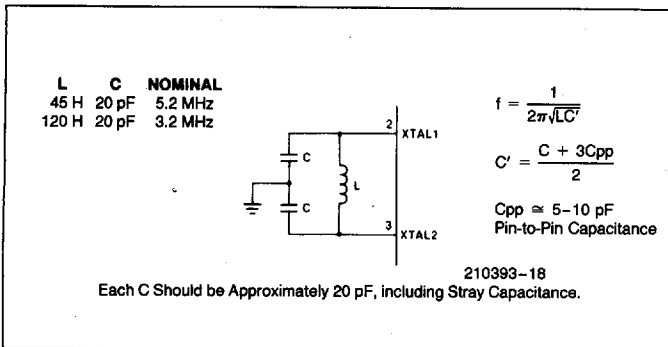 L C NOMINAL
45 H 20 pF 5.2 MHz
120 H 20 pF 3.2 MHz
2
XTAL1
C
L
C
3
XTAL2
f = 1 / 2π√LC'
C' = C + 3Cpp / 2
Cpp ≅ 5–10 pF
Pin-to-Pin Capacitance
210393–18
Each C Should be Approximately 20 pF, including Stray Capacitance.